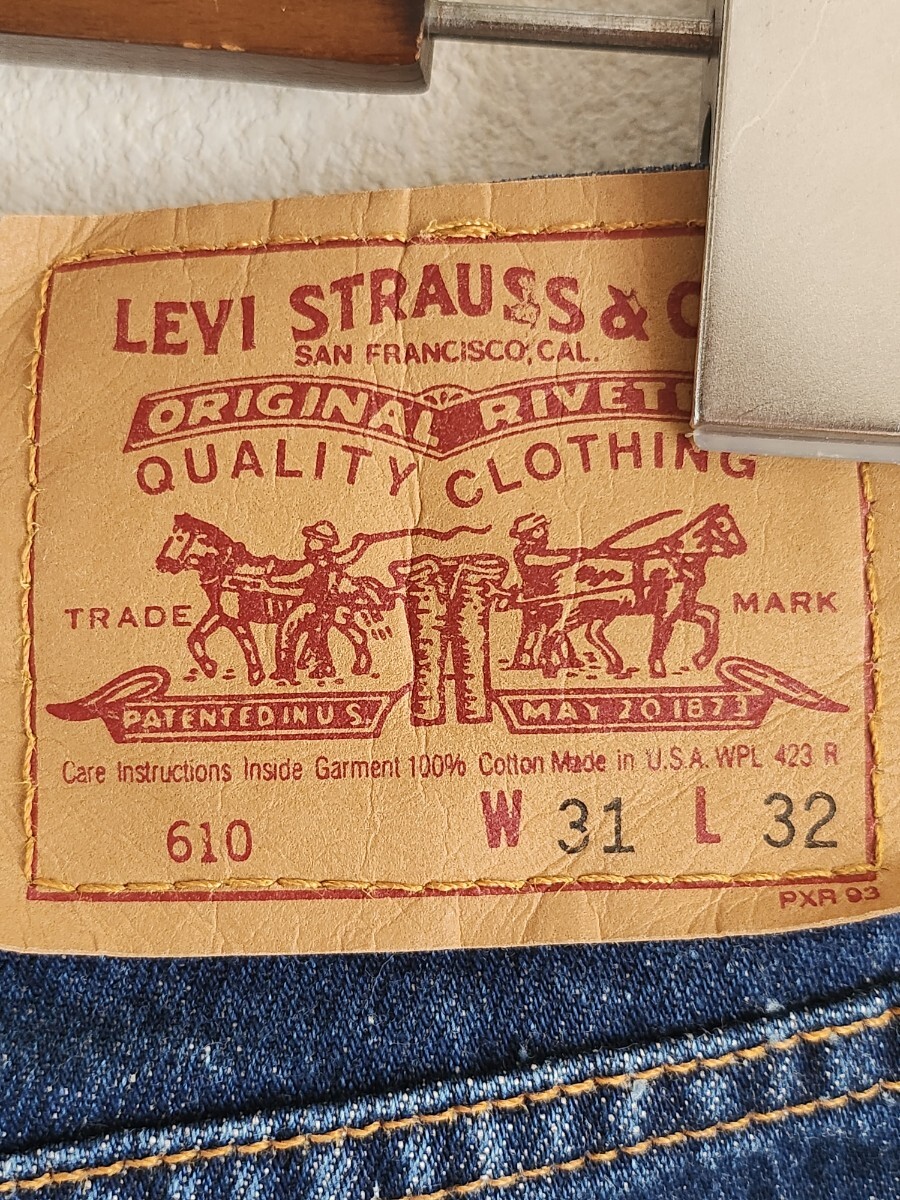 LEVI STRAUSS & C
SAN FRANCISCO, CAL.
ORIGINAL RIVETE
QUALITY CLOTHING
TRADE MARK
PATENTED IN U.S. MAY 20 1873
Care Instructions Inside Garment 100% Cotton Made in U.S.A. WPL 423 R
610 W 31 L 32
PXR 93